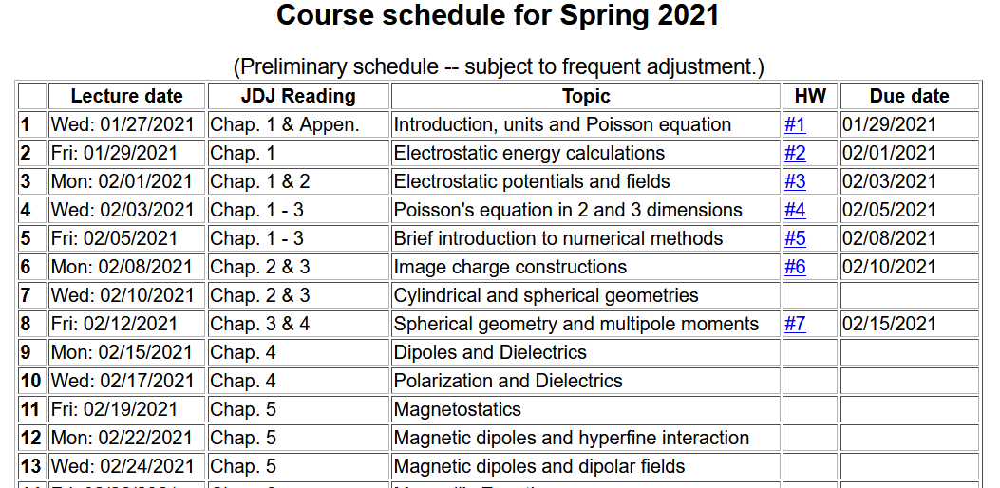 Course schedule for Spring 2021
(Preliminary schedule -- subject to frequent adjustment.)
Lecture date JDJ Reading Topic HW Due date
1 Wed: 01/27/2021 Chap. 1 & Appen. Introduction, units and Poisson equation #1 01/29/2021
2 Fri: 01/29/2021 Chap. 1 Electrostatic energy calculations #2 02/01/2021
3 Mon: 02/01/2021 Chap. 1 & 2 Electrostatic potentials and fields #3 02/03/2021
4 Wed: 02/03/2021 Chap. 1 - 3 Poisson's equation in 2 and 3 dimensions #4 02/05/2021
5 Fri: 02/05/2021 Chap. 1 - 3 Brief introduction to numerical methods #5 02/08/2021
6 Mon: 02/08/2021 Chap. 2 & 3 Image charge constructions #6 02/10/2021
7 Wed: 02/10/2021 Chap. 2 & 3 Cylindrical and spherical geometries
8 Fri: 02/12/2021 Chap. 3 & 4 Spherical geometry and multipole moments #7 02/15/2021
9 Mon: 02/15/2021 Chap. 4 Dipoles and Dielectrics
10 Wed: 02/17/2021 Chap. 4 Polarization and Dielectrics
11 Fri: 02/19/2021 Chap. 5 Magnetostatics
12 Mon: 02/22/2021 Chap. 5 Magnetic dipoles and hyperfine interaction
13 Wed: 02/24/2021 Chap. 5 Magnetic dipoles and dipolar fields